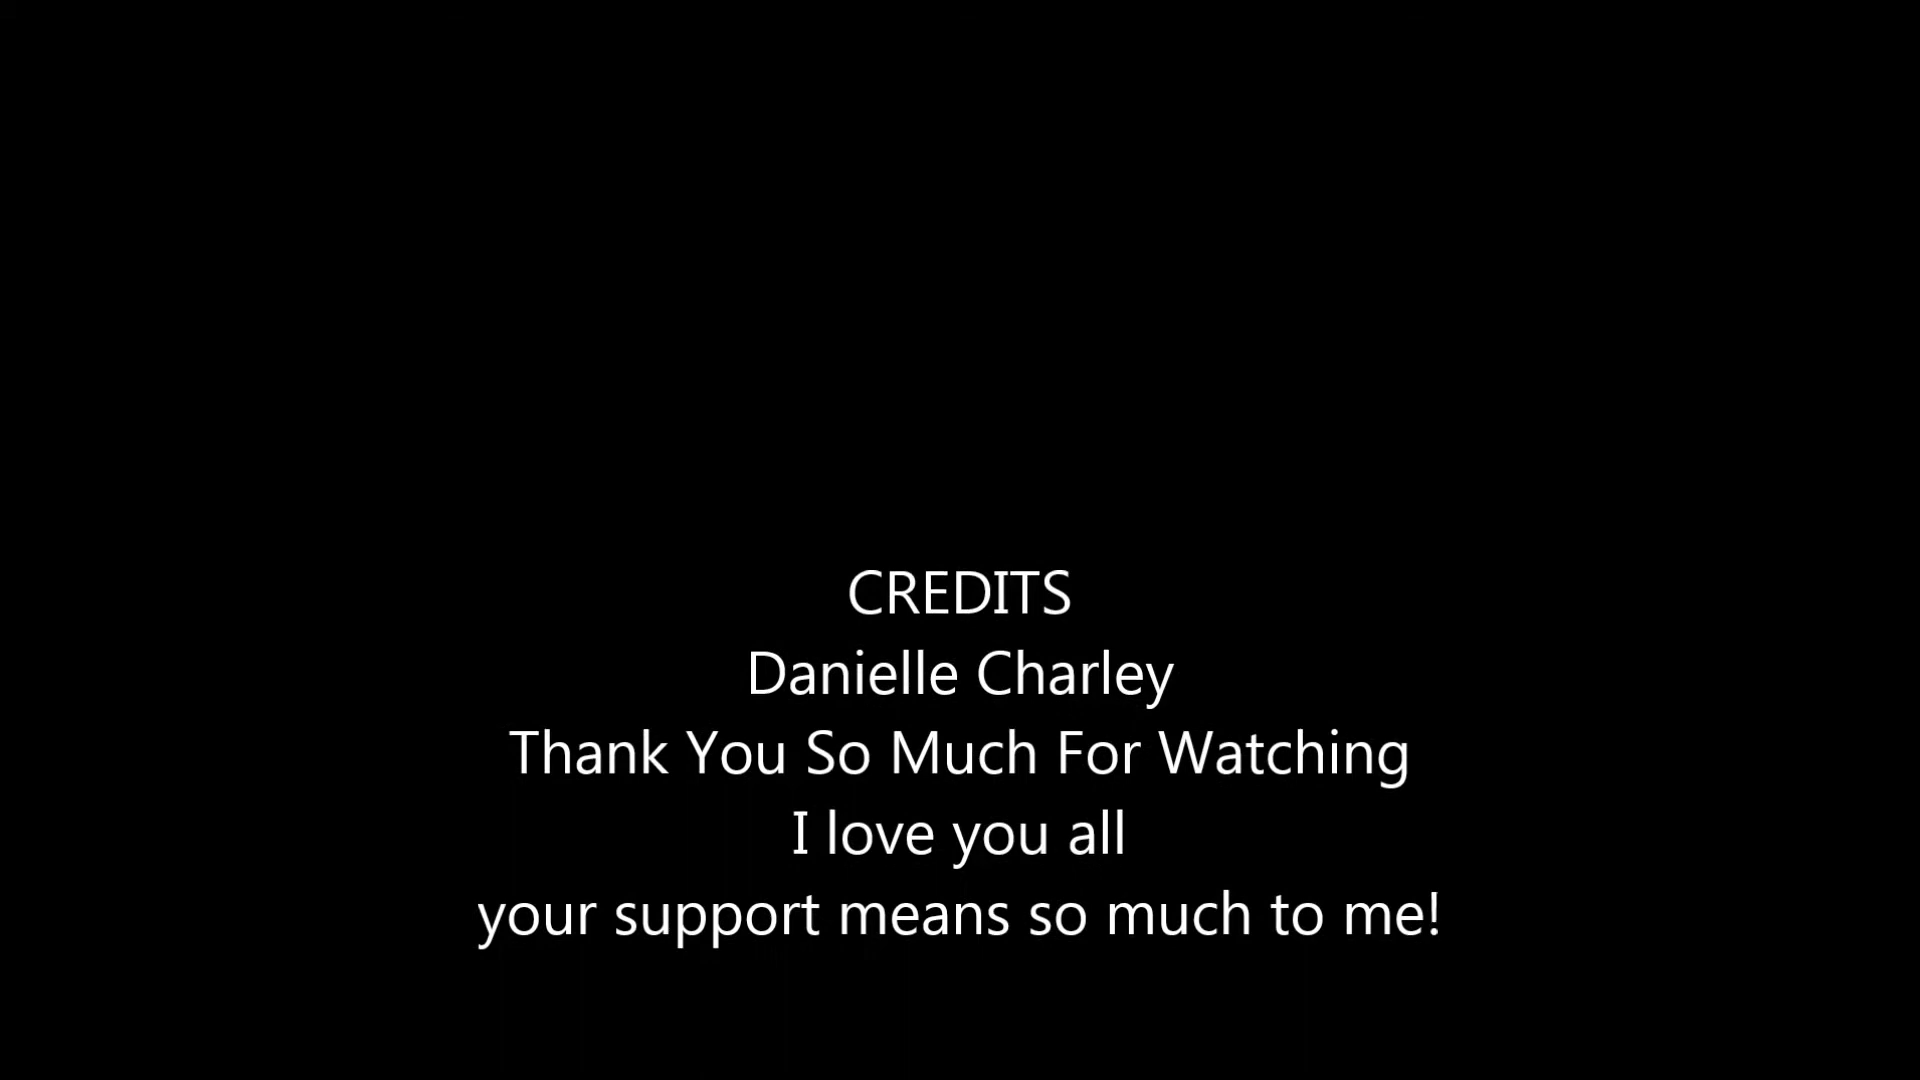 CREDITS
Danielle Charley
Thank You So Much For Watching
I love you all
your support means so much to me!